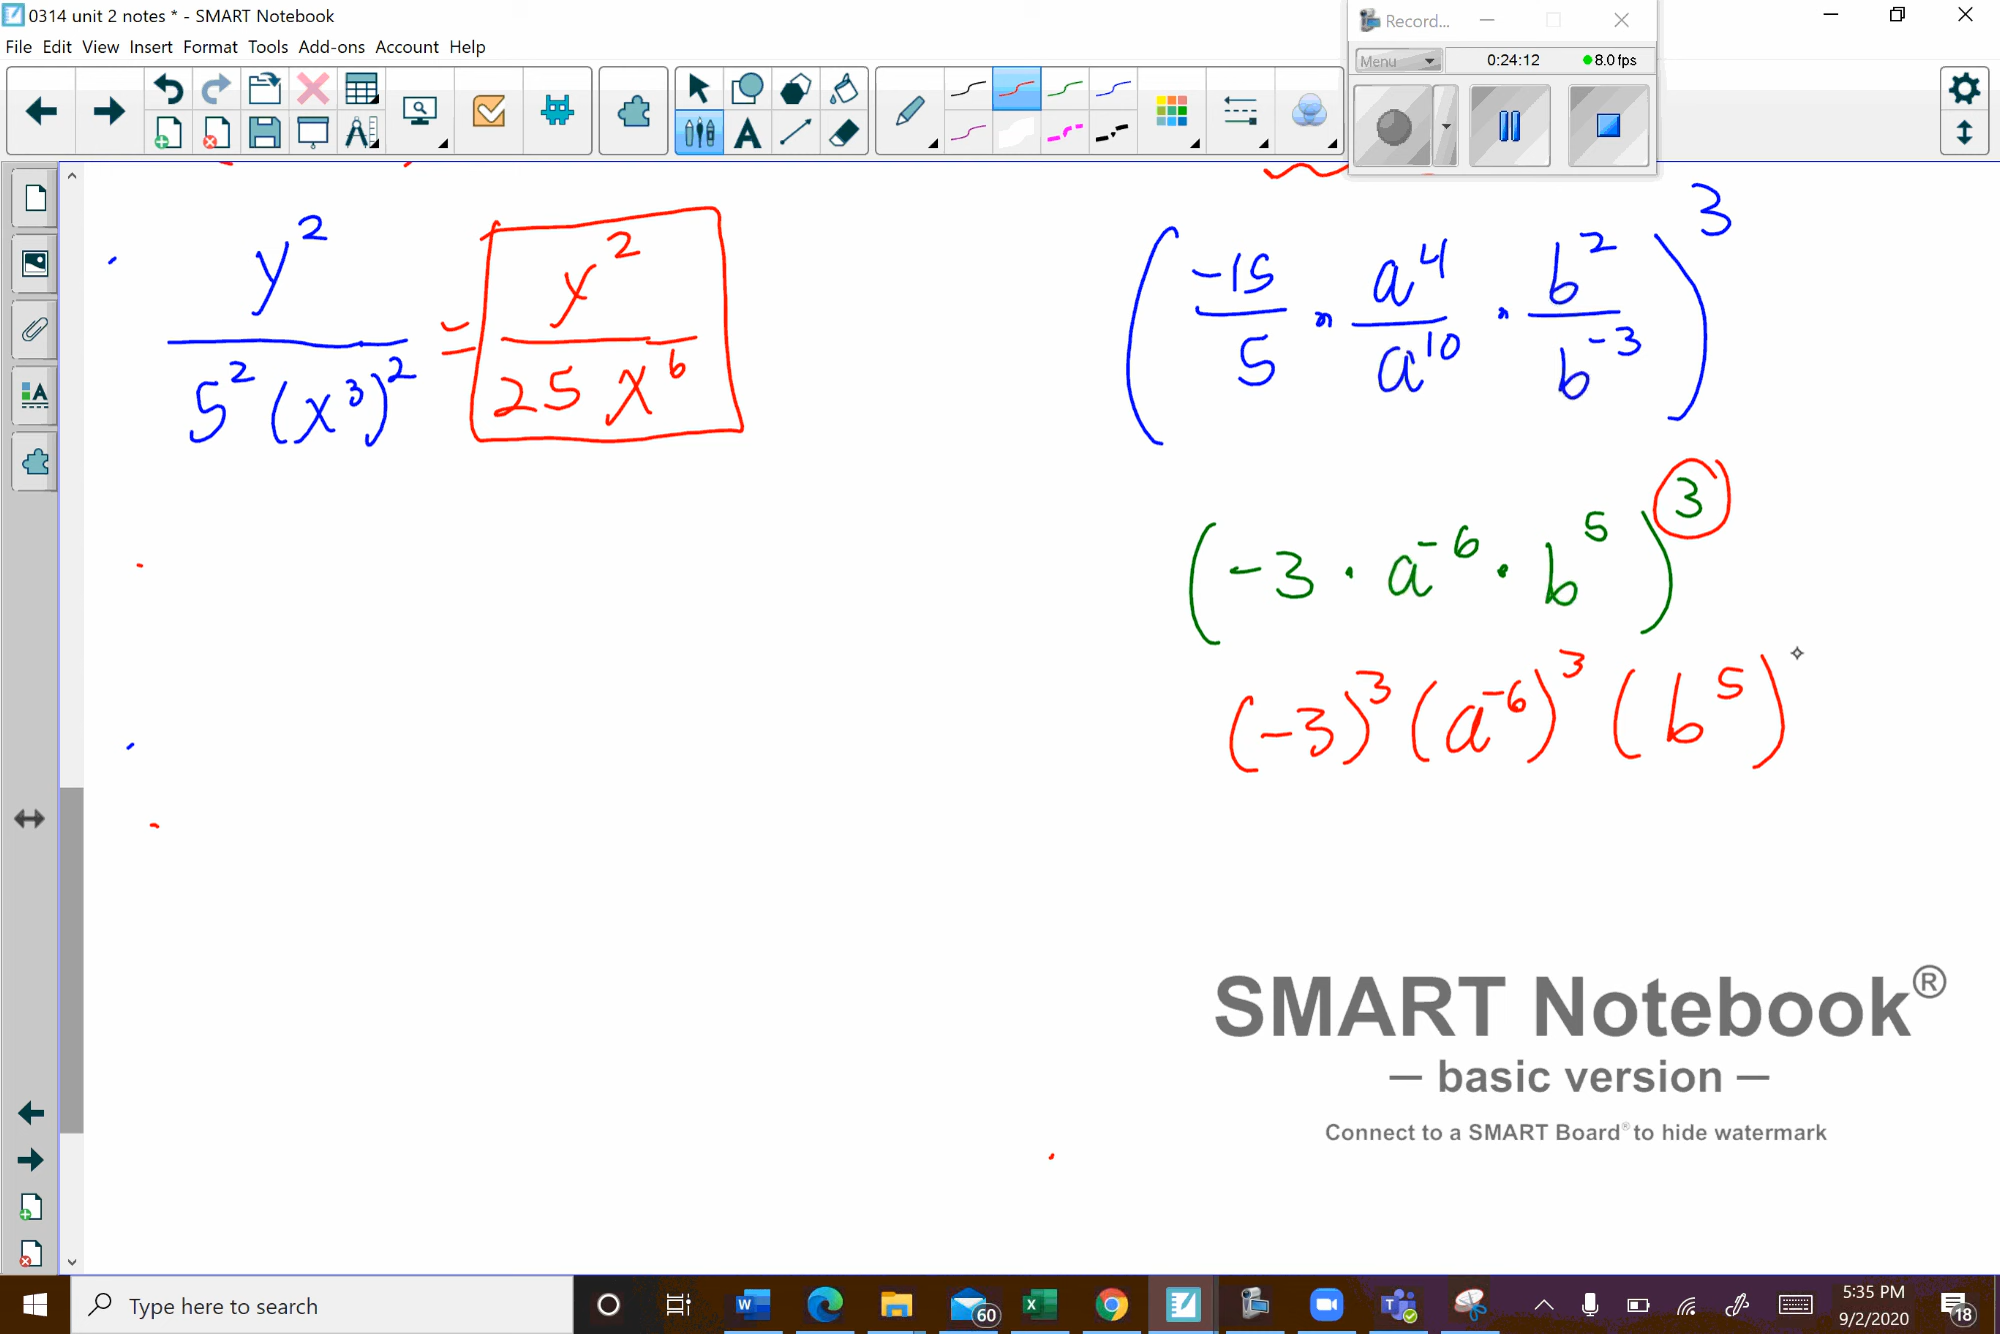 0314 unit 2 notes * - SMART Notebook
File Edit View Insert Format Tools Add-ons Account Help
Record...
Menu 0:24:12 8.0 fps
y^2 / 5^2 (x^3)^2 = y^2 / 25 x^6
( -15/5 · a^4/a^10 · b^2/b^-3 )^3
( -3 · a^-6 · b^5 )^3
(-3)^3 (a^-6)^3 (b^5)
SMART Notebook®
— basic version —
Connect to a SMART Board® to hide watermark
Type here to search
60
5:35 PM
9/2/2020
18